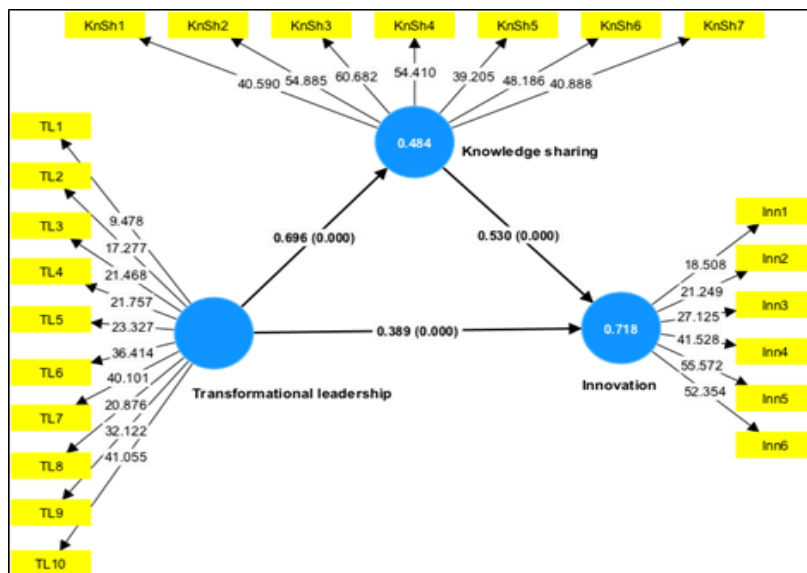 KnSh1 KnSh2 KnSh3 KnSh4 KnSh5 KnSh6 KnSh7
40.590 54.885 60.682 54.410 39.205 48.186 40.888
0.484
Knowledge sharing
TL1
TL2
TL3
TL4
TL5
TL6
TL7
TL8
TL9
TL10
9.478
17.277
21.468
21.757
23.327
36.414
40.101
20.876
32.122
41.055
Transformational leadership
0.696 (0.000)
0.530 (0.000)
0.389 (0.000)
0.718
Innovation
18.508
21.249
27.125
41.528
55.572
52.354
Inn1
Inn2
Inn3
Inn4
Inn5
Inn6